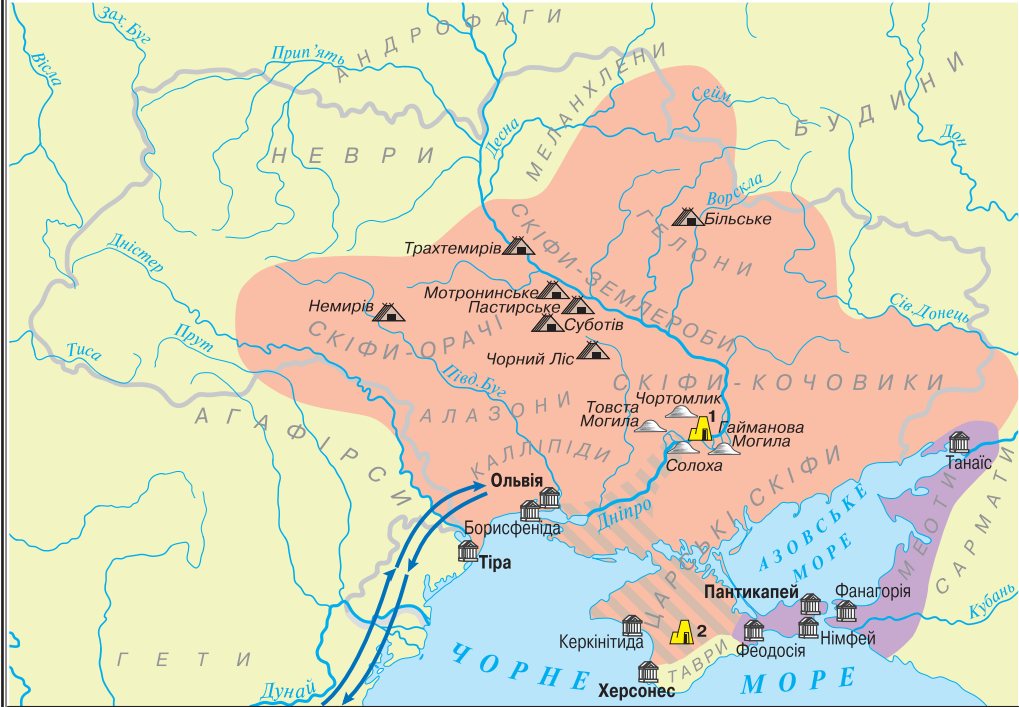 Зах. Буг
Вісла
Прип’ять
АНДРОФАГИ
МЕЛАНХЛЕНИ
Сейм
БУДИНИ
Дон
Десна
НЕВРИ
Ворскла
Більське
ГЕЛОНИ
СКІФИ-ЗЕМЛЕРОБИ
Трахтемирів
Дністер
Мотронинське
Пастирське
Суботів
Немирів
СКІФИ-ОРАЧІ
Сів. Донець
Прут
Тиса
Чорний Ліс
Півд. Буг
СКІФИ-КОЧОВИКИ
Чортомлик
Товста
Могила
1
Гайманова
Могила
Солоха
АЛАЗОНИ
АГАФІРСИ
КАЛЛІПІДИ
Ольвія
Борисфеніда
Дніпро
ЦАРСЬКІ СКІФИ
Танаїс
АЗОВСЬКЕ
МОРЕ
МЕОТИ
САРМАТИ
Тіра
Пантикапей
Фанагорія
Кубань
Керкінітида
2
Феодосія
Німфей
ТАВРИ
Херсонес
ГЕТИ
Дунай
ЧОРНЕ МОРЕ